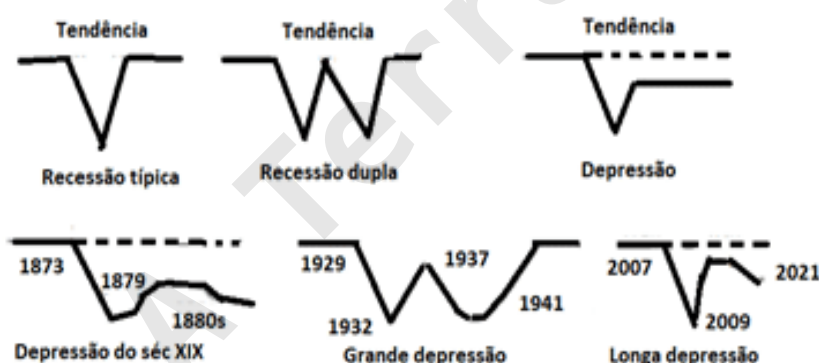 Tendência
Tendência
Tendência
Recessão típica
Recessão dupla
Depressão
1873
1879
1880s
Depressão do séc XIX
1929
1932
1937
1941
Grande depressão
2007
2009
2021
Longa depressão
A Terra